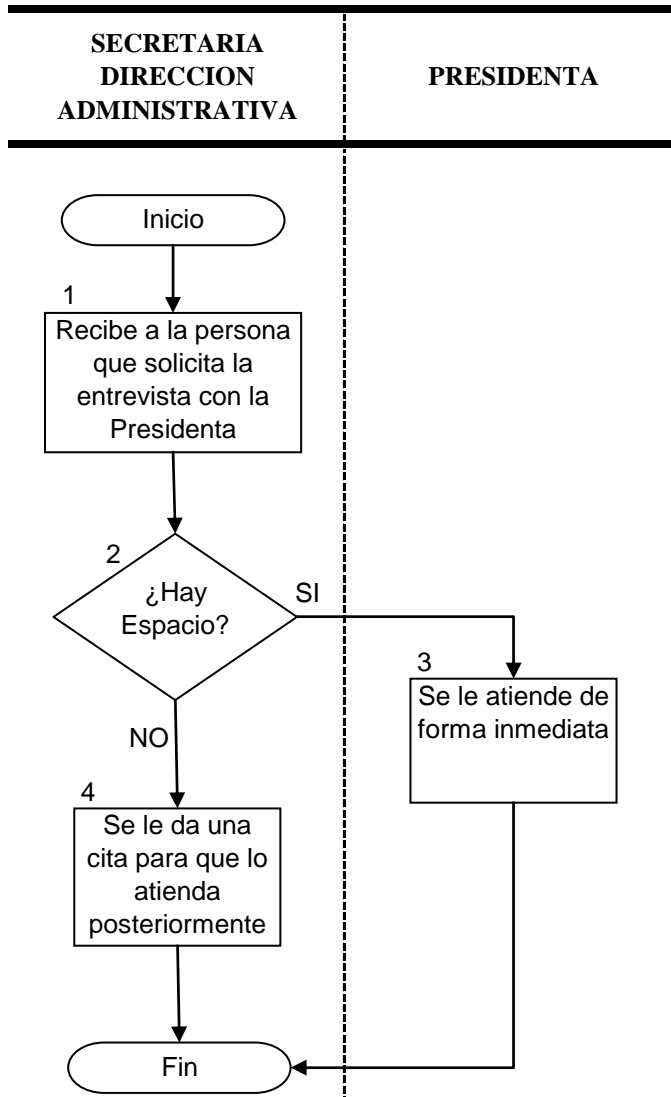 SECRETARIA
DIRECCION
ADMINISTRATIVA
PRESIDENTA
Inicio
1
Recibe a la persona
que solicita la
entrevista con la
Presidenta
2
¿Hay
Espacio?
SI
3
Se le atiende de
forma inmediata
NO
4
Se le da una
cita para que lo
atienda
posteriormente
Fin